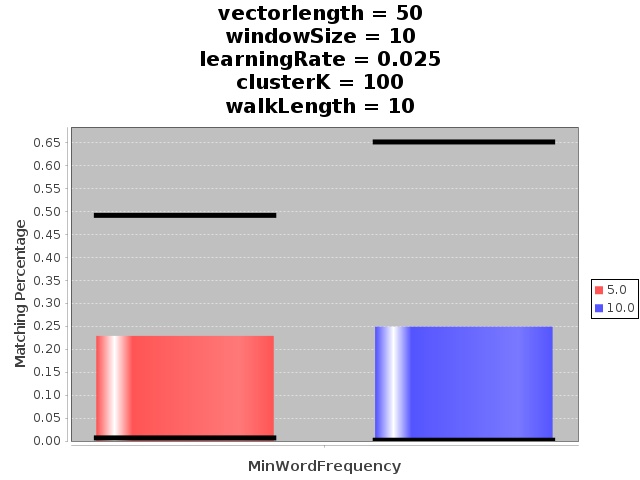 vectorlength = 50
windowSize = 10
learningRate = 0.025
clusterK = 100
walkLength = 10
0.65
0.60
0.55
0.50
0.45
0.40
0.35
0.30
0.25
0.20
0.15
0.10
0.05
0.00
Matching Percentage
MinWordFrequency
5.0
10.0